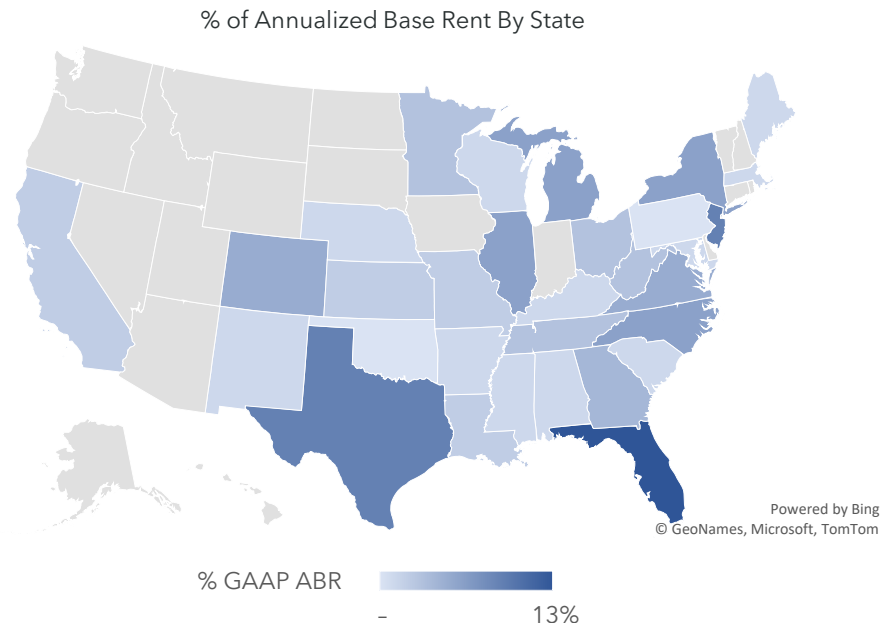 % of Annualized Base Rent By State
Powered by Bing
© GeoNames, Microsoft, TomTom
% GAAP ABR
– 13%